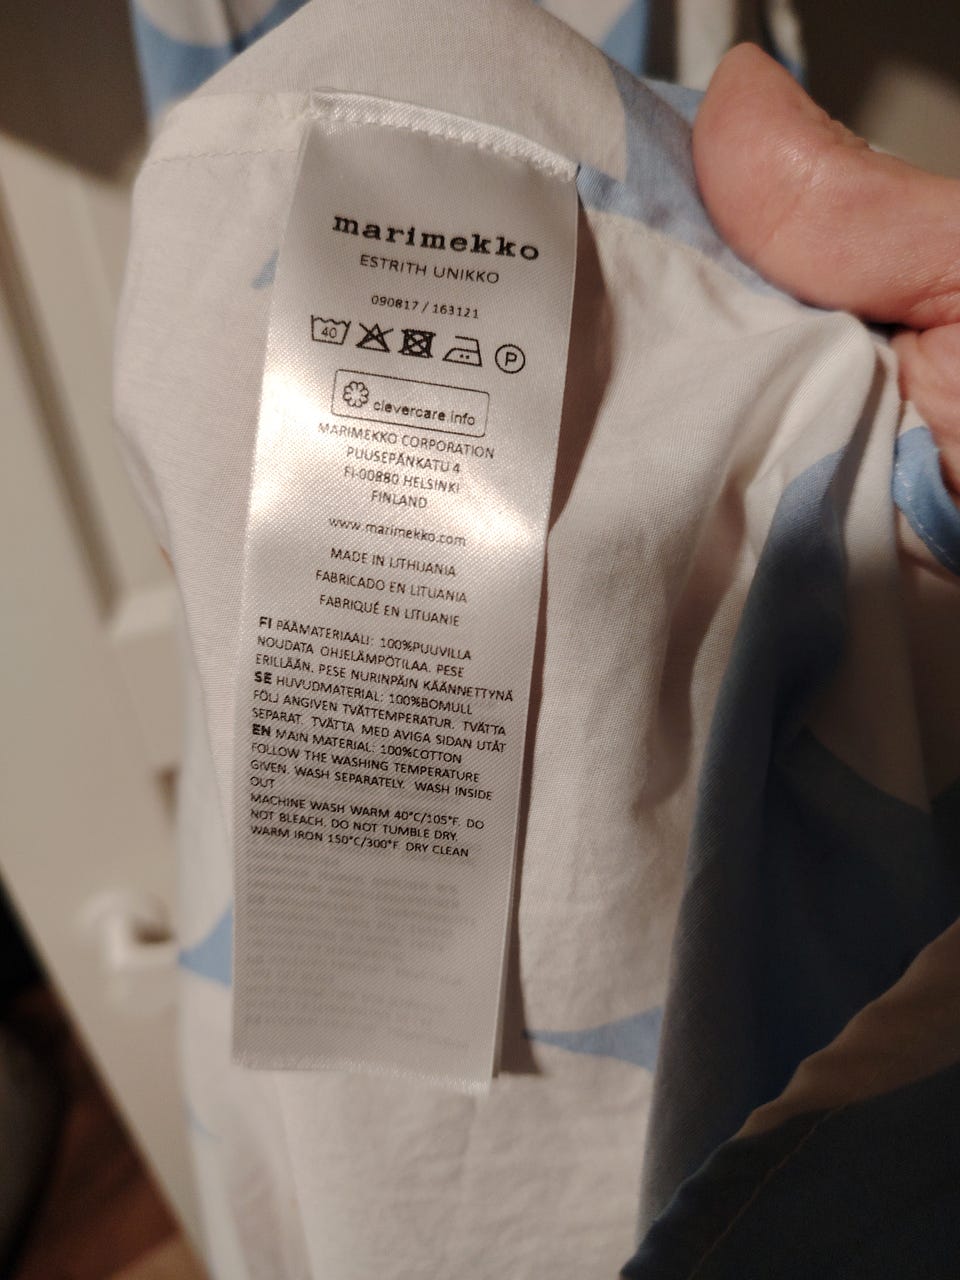 marimekko
ESTRITH UNIKKO
090817 / 163121
40
P
clevercare.info
MARIMEKKO CORPORATION
PUUSEPÄNKATU 4
FI-00880 HELSINKI
FINLAND
www.marimekko.com
MADE IN LITHUANIA
FABRICADO EN LITUANIA
FABRIQUÉ EN LITUANIE
FI PÄÄMATERIAALI: 100%PUUVILLA
NOUDATA OHJELÄMPÖTILAA. PESE
ERILLÄÄN. PESE NURINPÄIN KÄÄNNETTYNÄ
SE HUVUDMATERIAL: 100%BOMULL
FÖLJ ANGIVEN TVÄTTEMPERATUR. TVÄTTA
SEPARAT. TVÄTTA MED AVIGA SIDAN UTÅT
EN MAIN MATERIAL: 100%COTTON
FOLLOW THE WASHING TEMPERATURE
GIVEN. WASH SEPARATELY. WASH INSIDE
OUT
MACHINE WASH WARM 40°C/105°F. DO
NOT BLEACH. DO NOT TUMBLE DRY.
WARM IRON 150°C/300°F. DRY CLEAN